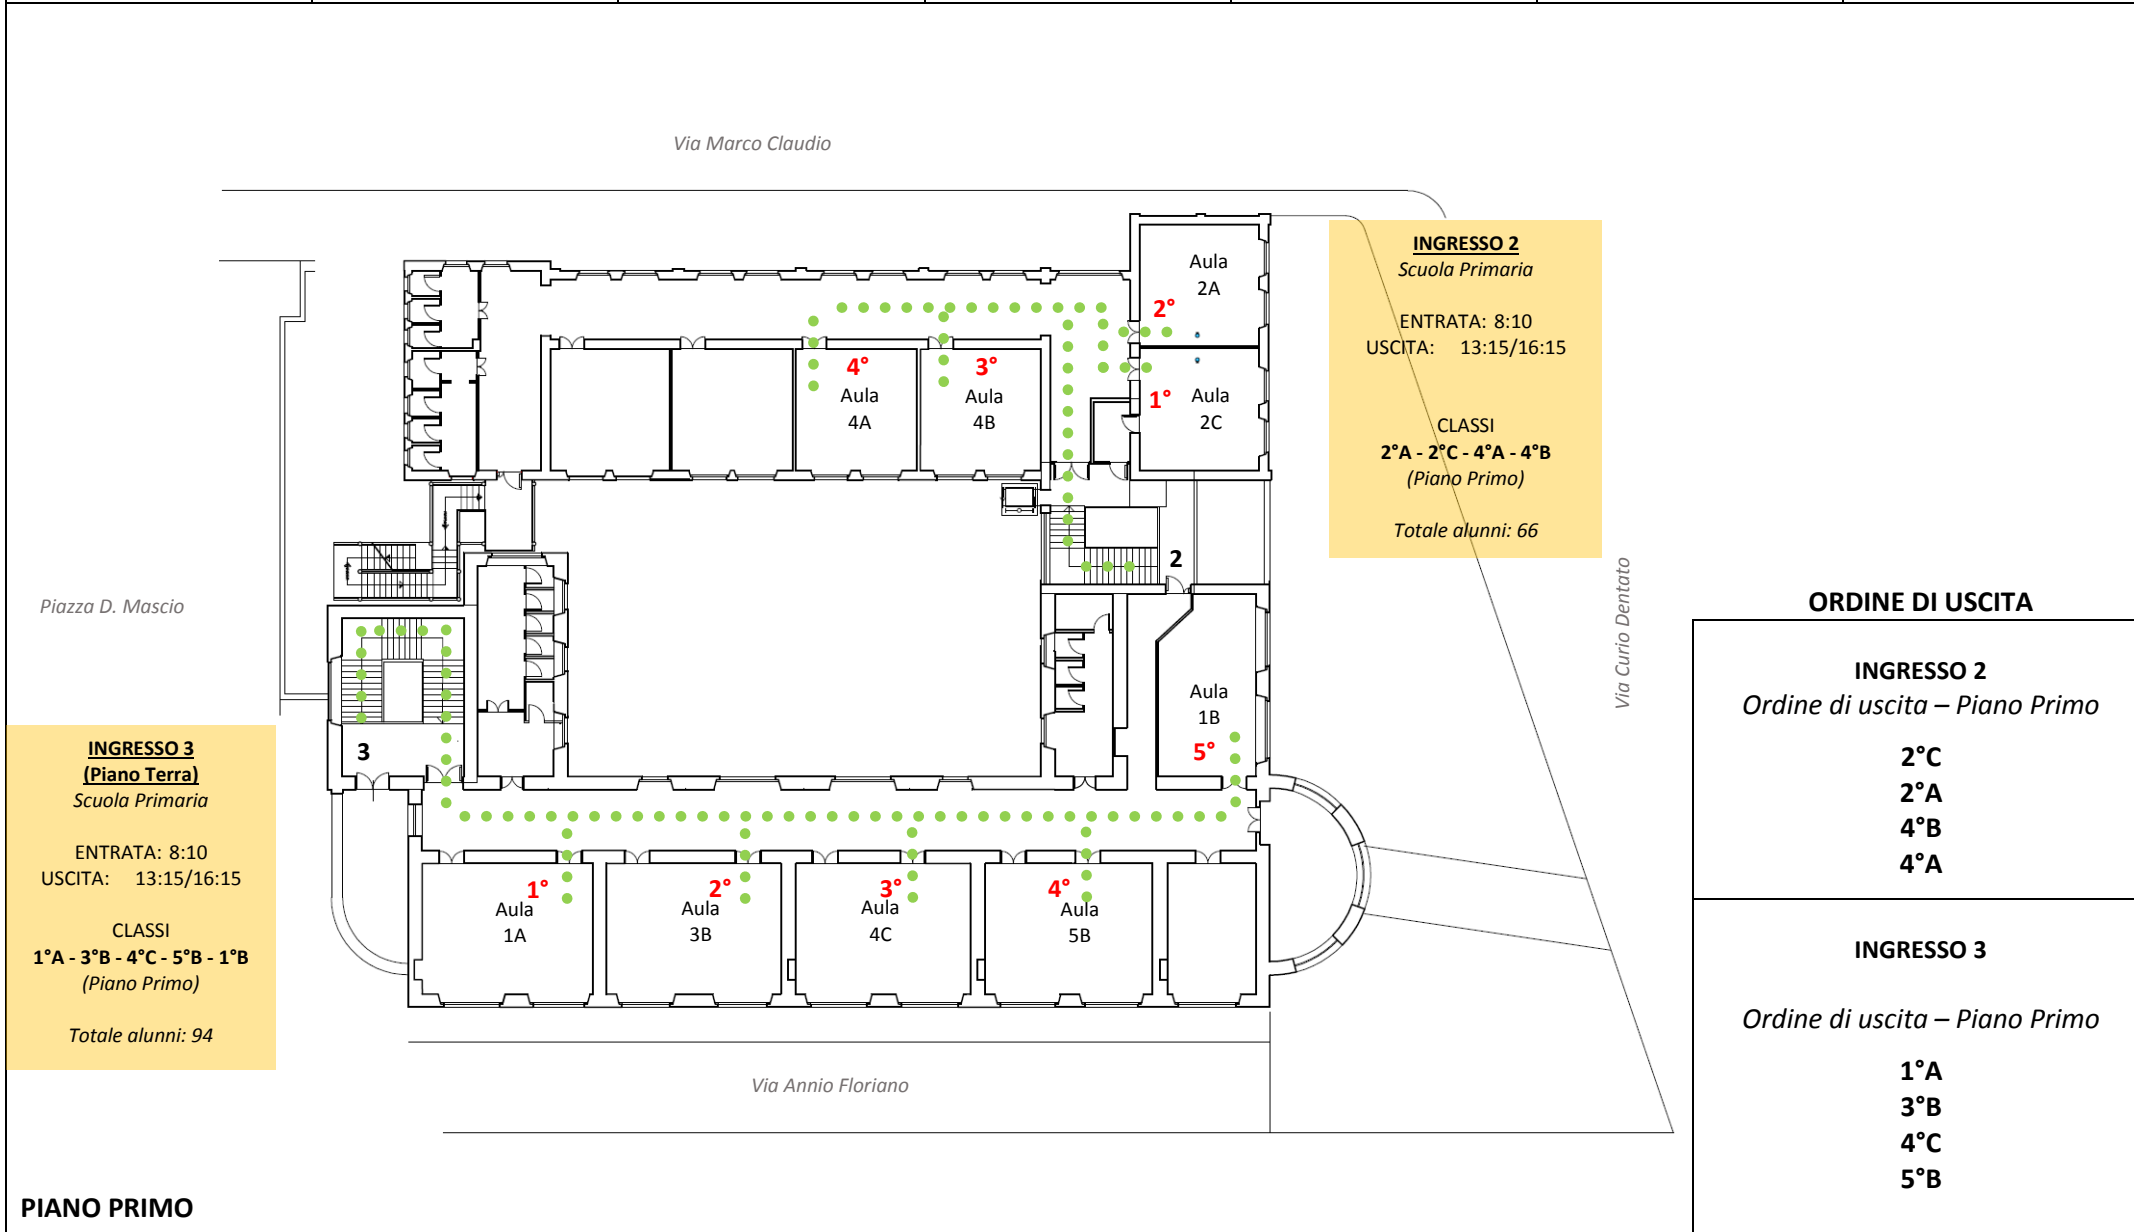 Via Marco Claudio
INGRESSO 2
Scuola Primaria
ENTRATA: 8:10
USCITA: 13:15/16:15
CLASSI
2°A - 2°C - 4°A - 4°B
(Piano Primo)
Totale alunni: 66
Aula
2A
2°
4°
Aula
4A
3°
Aula
4B
1°
Aula
2C
2
Piazza D. Mascio
Via Curio Dentato
Aula
1B
5°
3
INGRESSO 3
(Piano Terra)
Scuola Primaria
ENTRATA: 8:10
USCITA: 13:15/16:15
CLASSI
1°A - 3°B - 4°C - 5°B - 1°B
(Piano Primo)
Totale alunni: 94
1°
Aula
1A
2°
Aula
3B
3°
Aula
4C
4°
Aula
5B
Via Annio Floriano
ORDINE DI USCITA
INGRESSO 2
Ordine di uscita – Piano Primo
2°C
2°A
4°B
4°A
INGRESSO 3
Ordine di uscita – Piano Primo
1°A
3°B
4°C
5°B
PIANO PRIMO